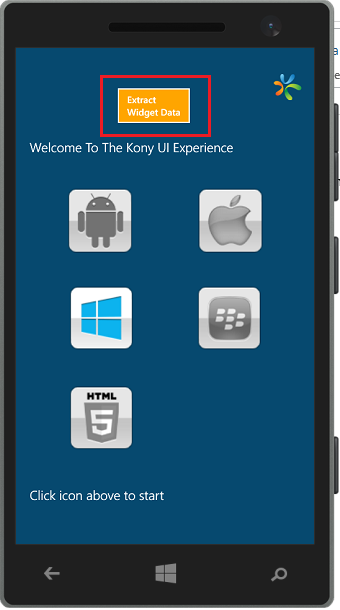 Extract
Widget Data
Welcome To The Kony UI Experience
HTML
5
Click icon above to start